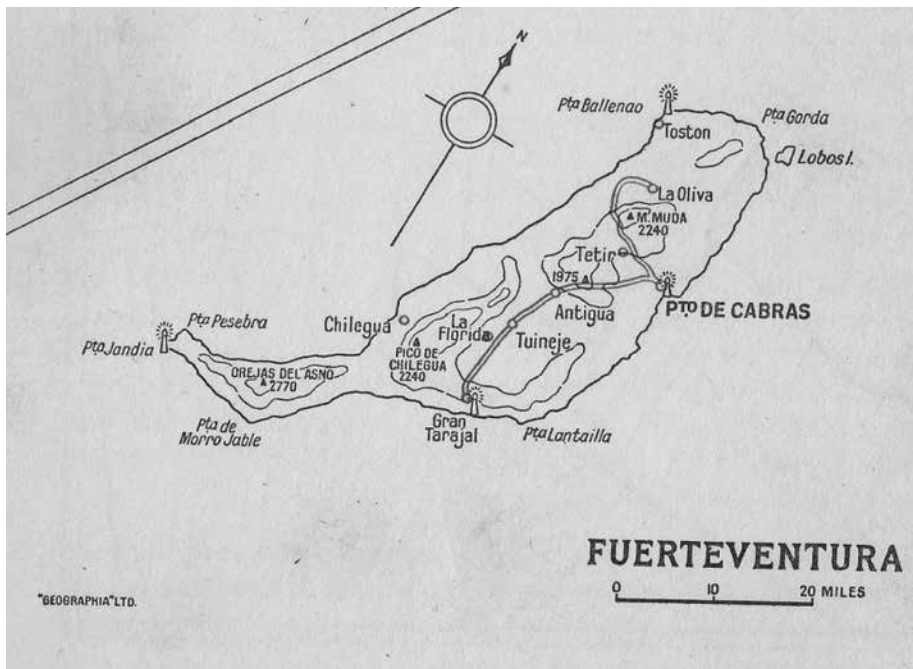 N
Pta Ballenao
Pta Gorda
Toston
Lobos I.
La Oliva
M. MUDA
2240
Tetir
1975
Antigua
PTO DE CABRAS
Chilegua
La
Florida
Tuineje
PICO DE
CHILEGUA
2240
Pta Pesebra
Pta Jandia
OREJAS DEL ASNO
2770
Pta de
Morro Jable
Gran
Tarajal
Pta Lantailla
FUERTEVENTURA
0 10 20 MILES
"GEOGRAPHIA" LTD.